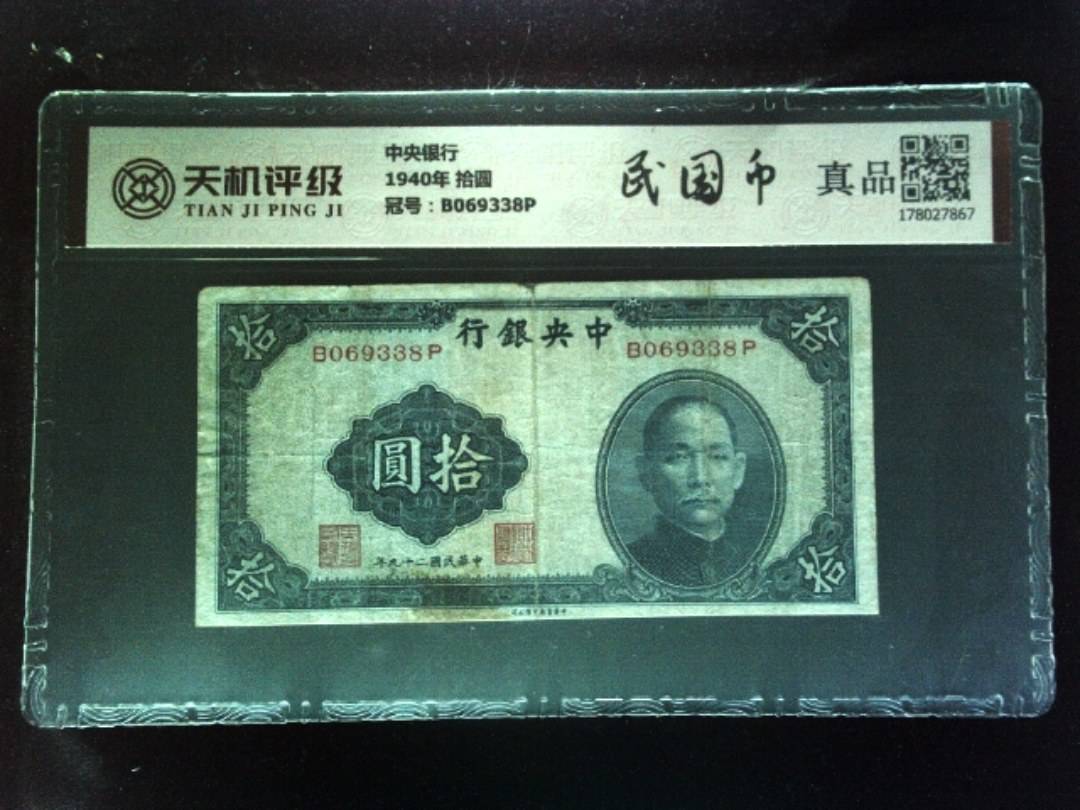 天机评级
TIAN JI PING JI
中央银行
1940年 拾圆
冠号：B069338P
民国币
真品
178027867
拾
行銀央中
拾
B069338P
B069338P
圓拾
年九十二國民華中
拾
拾